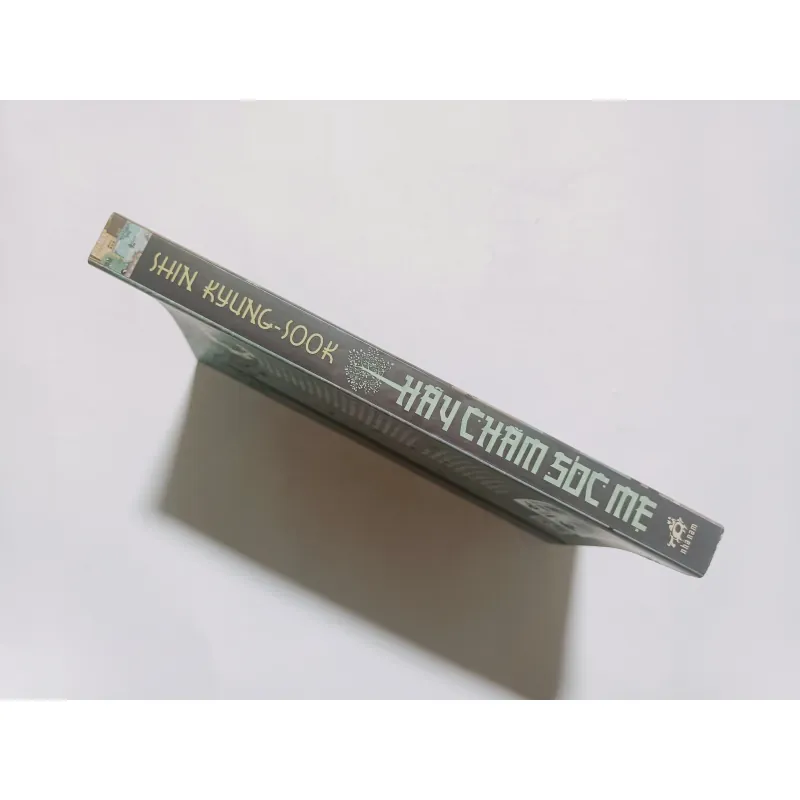 SHIN KYUNG-SOOK
HÃY CHĂM SÓC MẸ
nhã nam